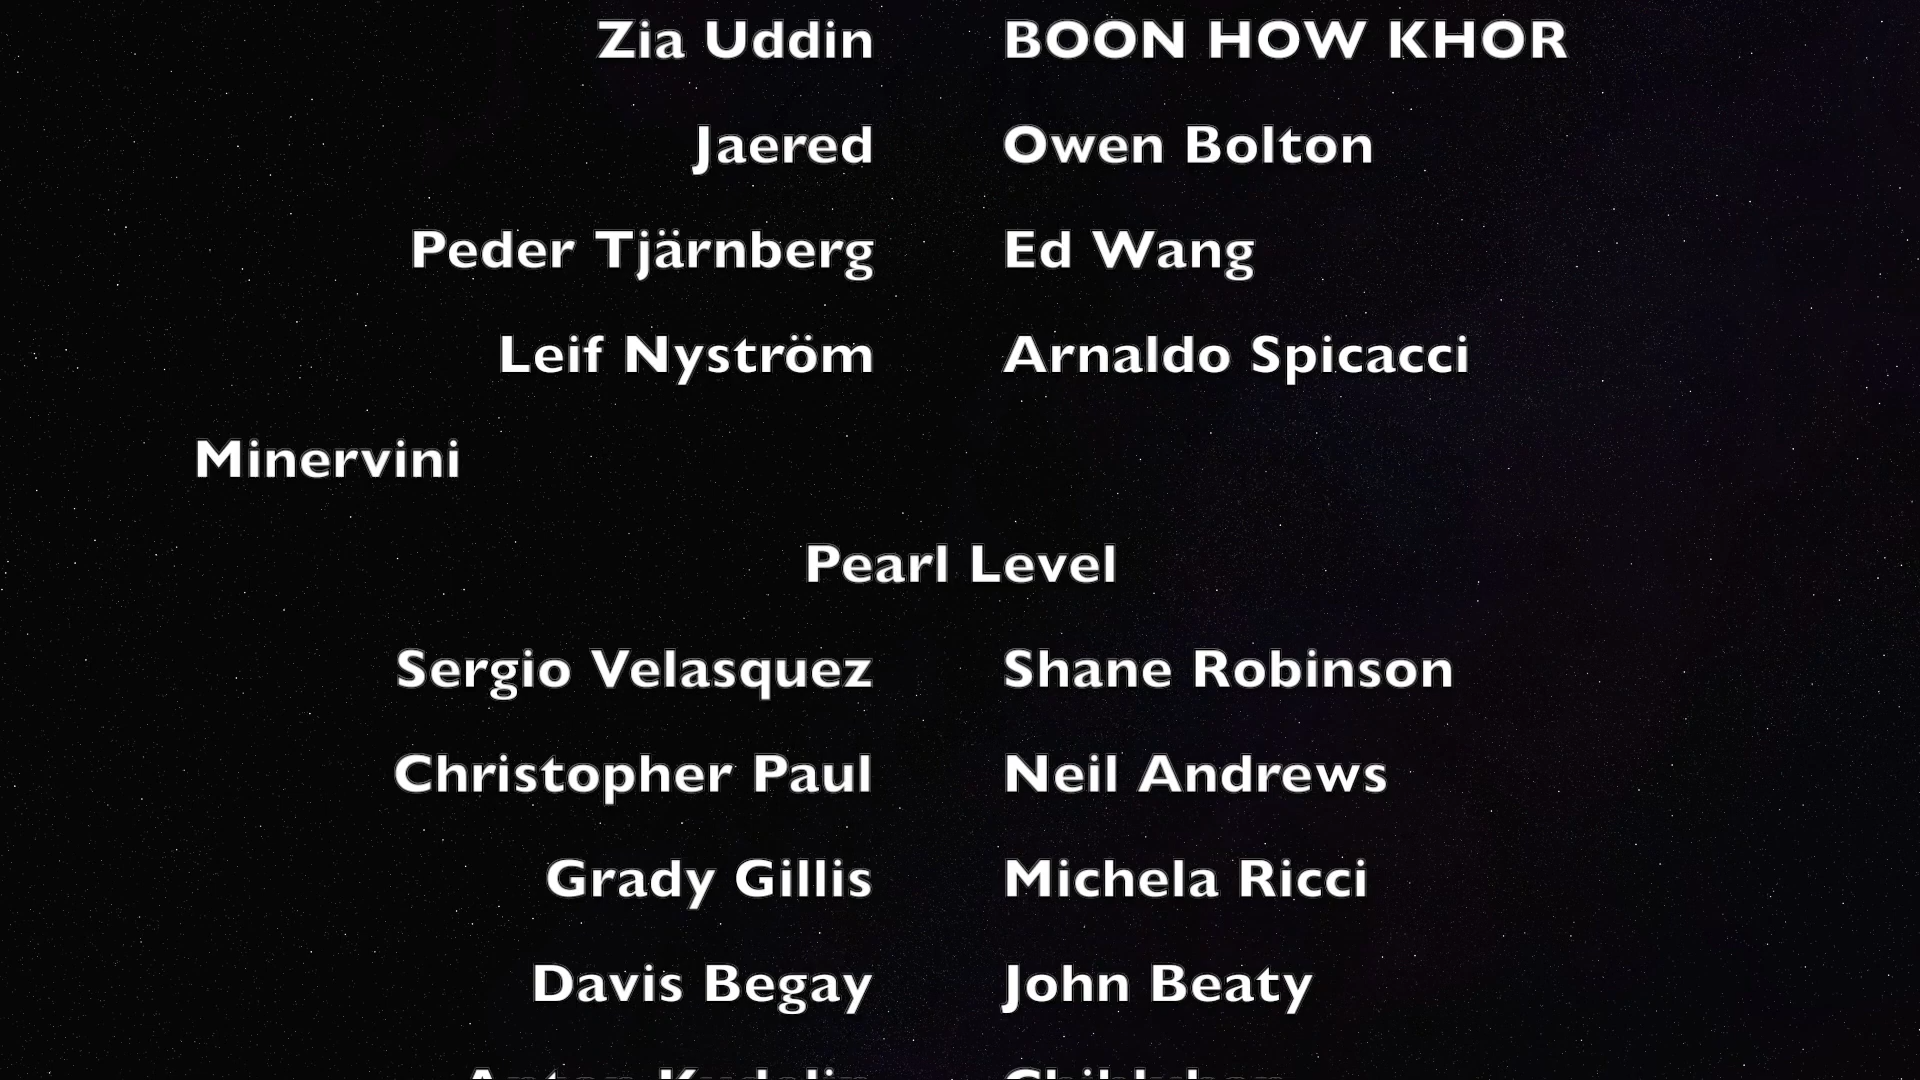 Zia Uddin BOON HOW KHOR
Jaered Owen Bolton
Peder Tjärnberg Ed Wang
Leif Nyström Arnaldo Spicacci
Minervini
Pearl Level
Sergio Velasquez Shane Robinson
Christopher Paul Neil Andrews
Grady Gillis Michela Ricci
Davis Begay John Beaty